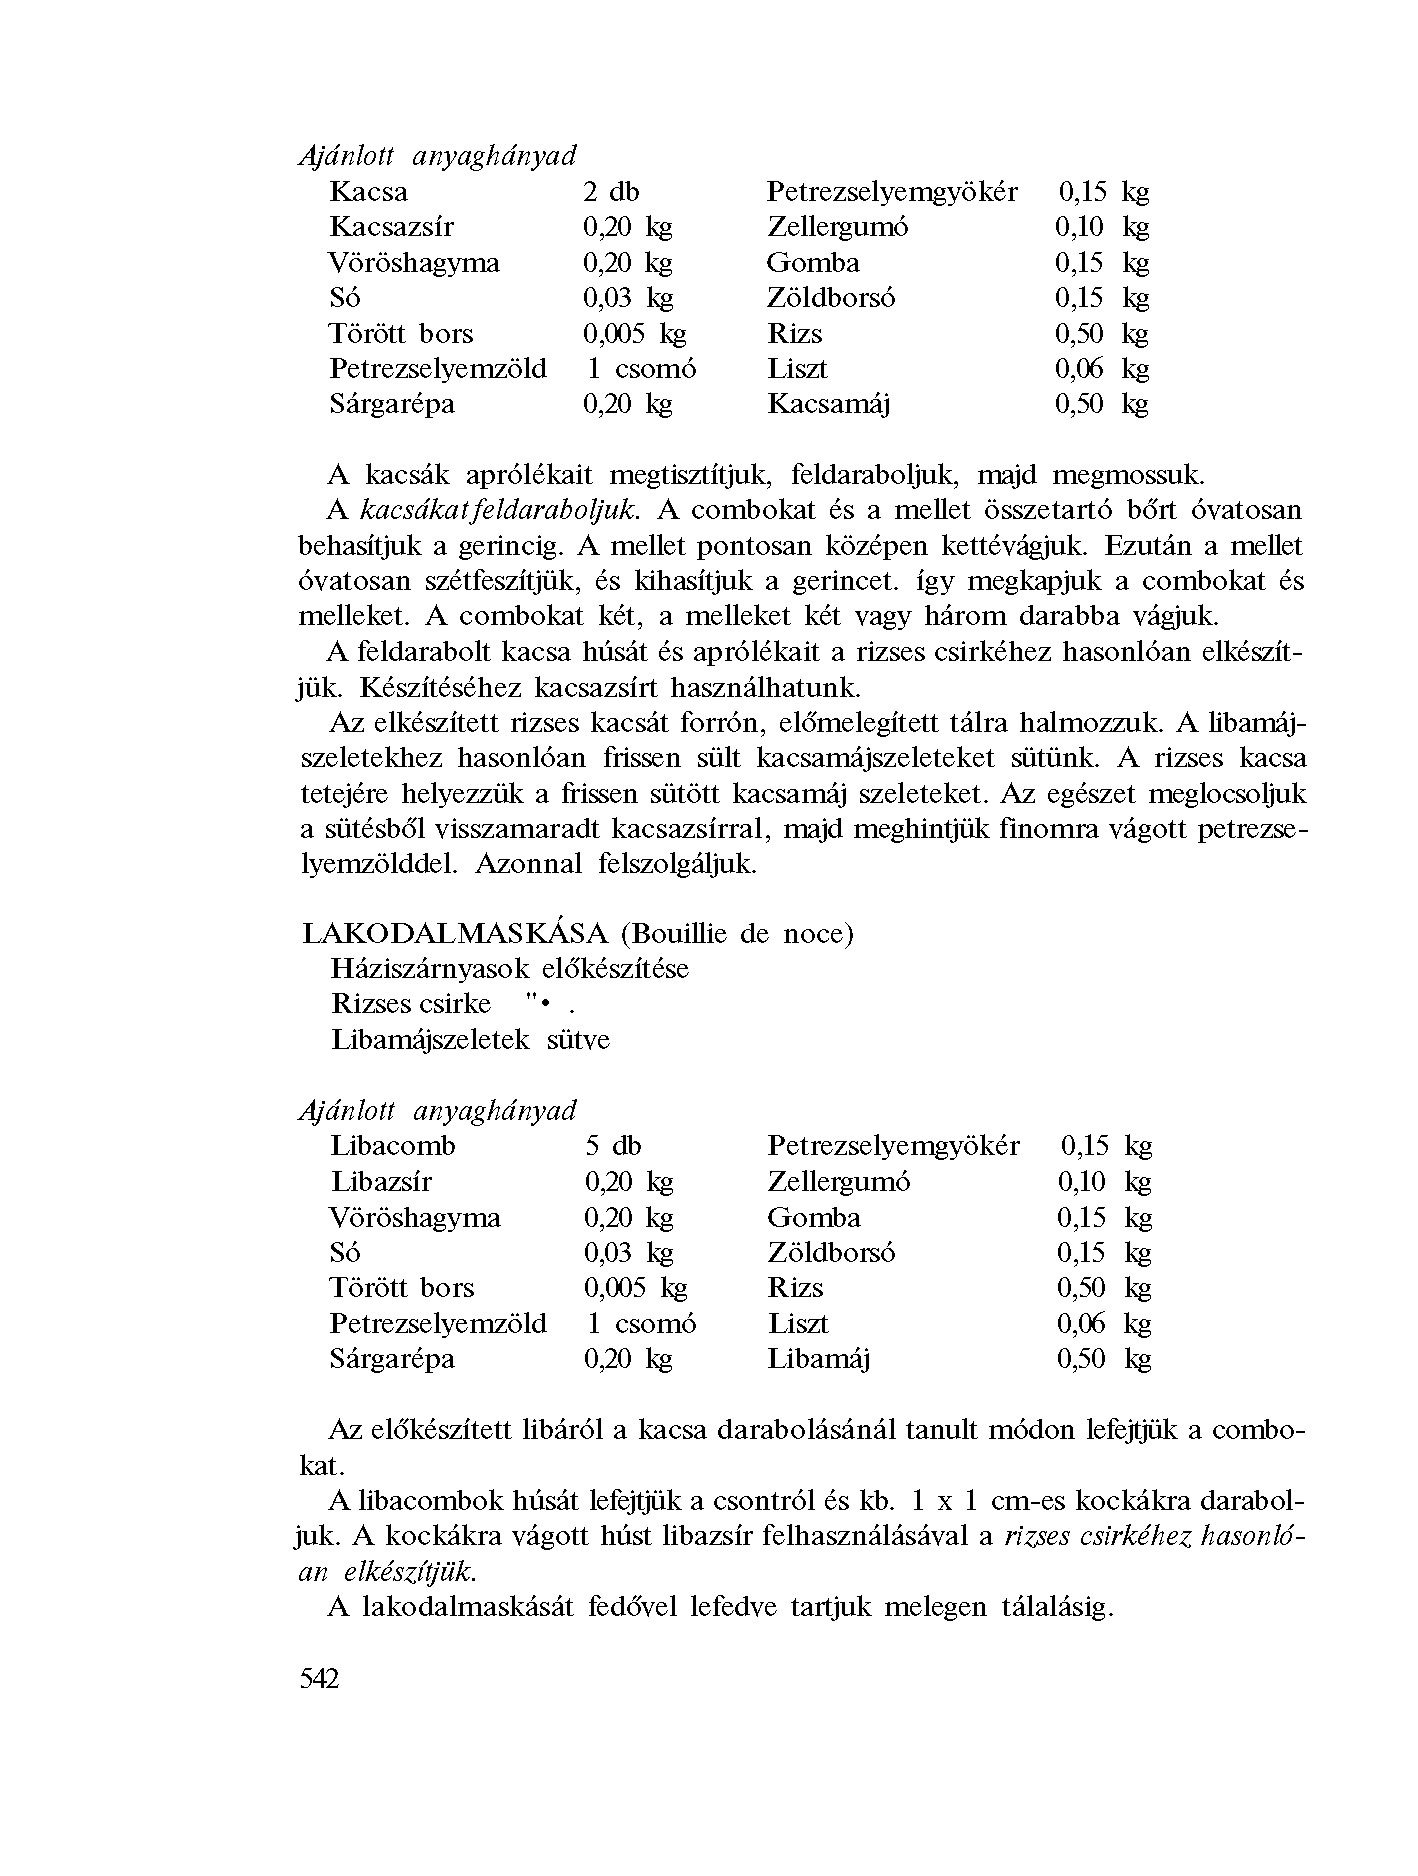 Ajánlott anyaghányad
Kacsa 2 db Petrezselyemgyökér 0,15 kg
Kacsazsír 0,20 kg Zellergumó 0,10 kg
Vöröshagyma 0,20 kg Gomba 0,15 kg
Só 0,03 kg Zöldborsó 0,15 kg
Törött bors 0,005 kg Rizs 0,50 kg
Petrezselyemzöld 1 csomó Liszt 0,06 kg
Sárgarépa 0,20 kg Kacsamáj 0,50 kg
A kacsák aprólékait megtisztítjuk, feldaraboljuk, majd megmossuk.
A kacsákat feldaraboljuk. A combokat és a mellet összetartó bőrt óvatosan
behasítjuk a gerincig. A mellet pontosan középen kettévágjuk. Ezután a mellet
óvatosan szétfeszítjük, és kihasítjuk a gerincet. így megkapjuk a combokat és
melleket. A combokat két, a melleket két vagy három darabba vágjuk.
A feldarabolt kacsa húsát és aprólékait a rizses csirkéhez hasonlóan elkészít-
jük. Készítéséhez kacsazsírt használhatunk.
Az elkészített rizses kacsát forrón, előmelegített tálra halmozzuk. A libamáj-
szeletekhez hasonlóan frissen sült kacsamájszeleteket sütünk. A rizses kacsa
tetejére helyezzük a frissen sütött kacsamáj szeleteket. Az egészet meglocsoljuk
a sütésből visszamaradt kacsazsírral, majd meghintjük finomra vágott petrezse-
lyemzölddel. Azonnal felszolgáljuk.
LAKODALMASKÁSA (Bouillie de noce)
Háziszárnyasok előkészítése
Rizses csirke "• .
Libamájszeletek sütve
Ajánlott anyaghányad
Libacomb 5 db Petrezselyemgyökér 0,15 kg
Libazsír 0,20 kg Zellergumó 0,10 kg
Vöröshagyma 0,20 kg Gomba 0,15 kg
Só 0,03 kg Zöldborsó 0,15 kg
Törött bors 0,005 kg Rizs 0,50 kg
Petrezselyemzöld 1 csomó Liszt 0,06 kg
Sárgarépa 0,20 kg Libamáj 0,50 kg
Az előkészített libáról a kacsa darabolásánál tanult módon lefejtjük a combo-
kat.
A libacombok húsát lefejtjük a csontról és kb. 1 x 1 cm-es kockákra darabol-
juk. A kockákra vágott húst libazsír felhasználásával a rizses csirkéhez hasonló-
an elkészítjük.
A lakodalmaskását fedővel lefedve tartjuk melegen tálalásig.
542